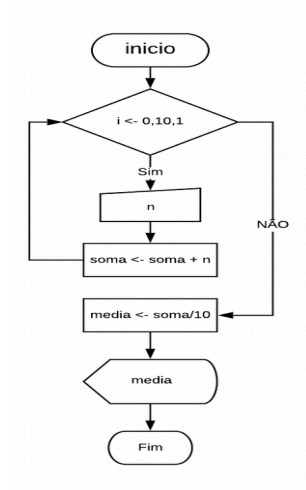 inicio
i <- 0,10,1
Sim
n
NÃO
soma <- soma + n
media <- soma/10
media
Fim